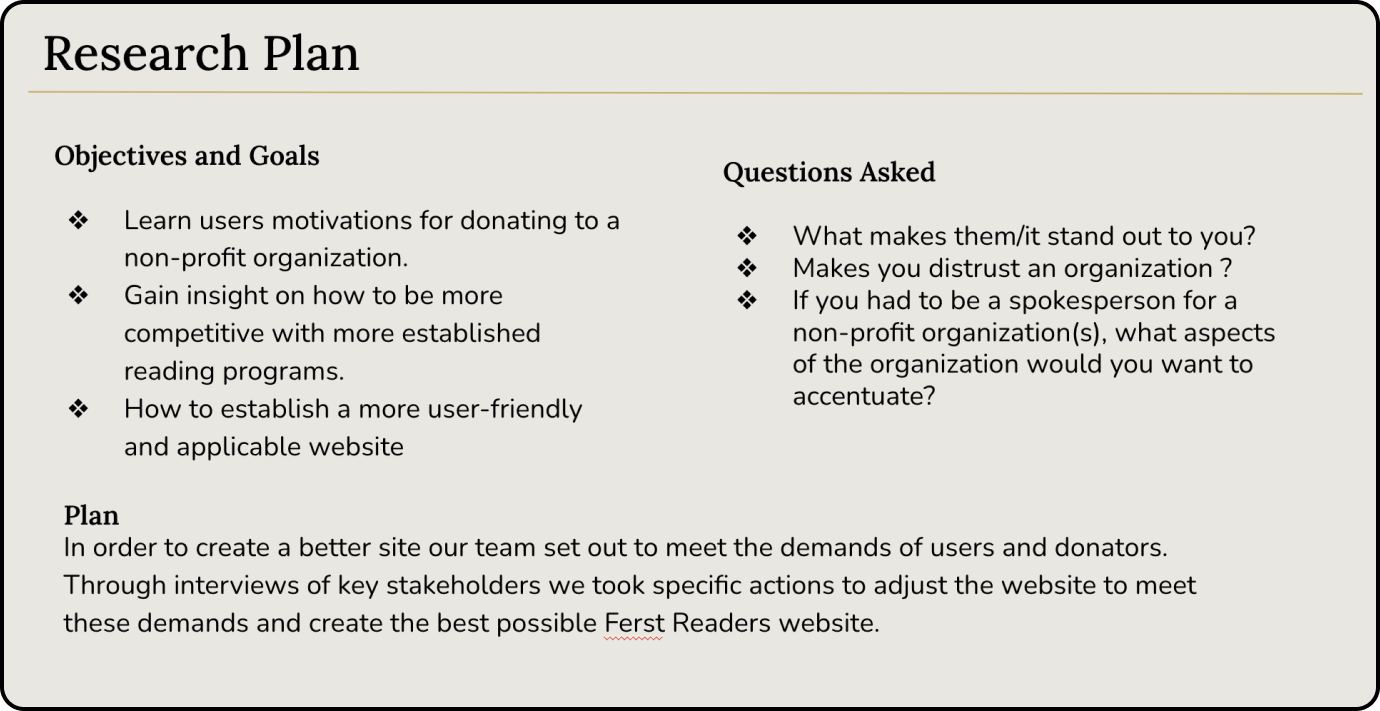 Research Plan
Objectives and Goals
❖ Learn users motivations for donating to a
non-profit organization.
❖ Gain insight on how to be more
competitive with more established
reading programs.
❖ How to establish a more user-friendly
and applicable website
Questions Asked
❖ What makes them/it stand out to you?
❖ Makes you distrust an organization ?
❖ If you had to be a spokesperson for a
non-profit organization(s), what aspects
of the organization would you want to
accentuate?
Plan
In order to create a better site our team set out to meet the demands of users and donators.
Through interviews of key stakeholders we took specific actions to adjust the website to meet
these demands and create the best possible Ferst Readers website.